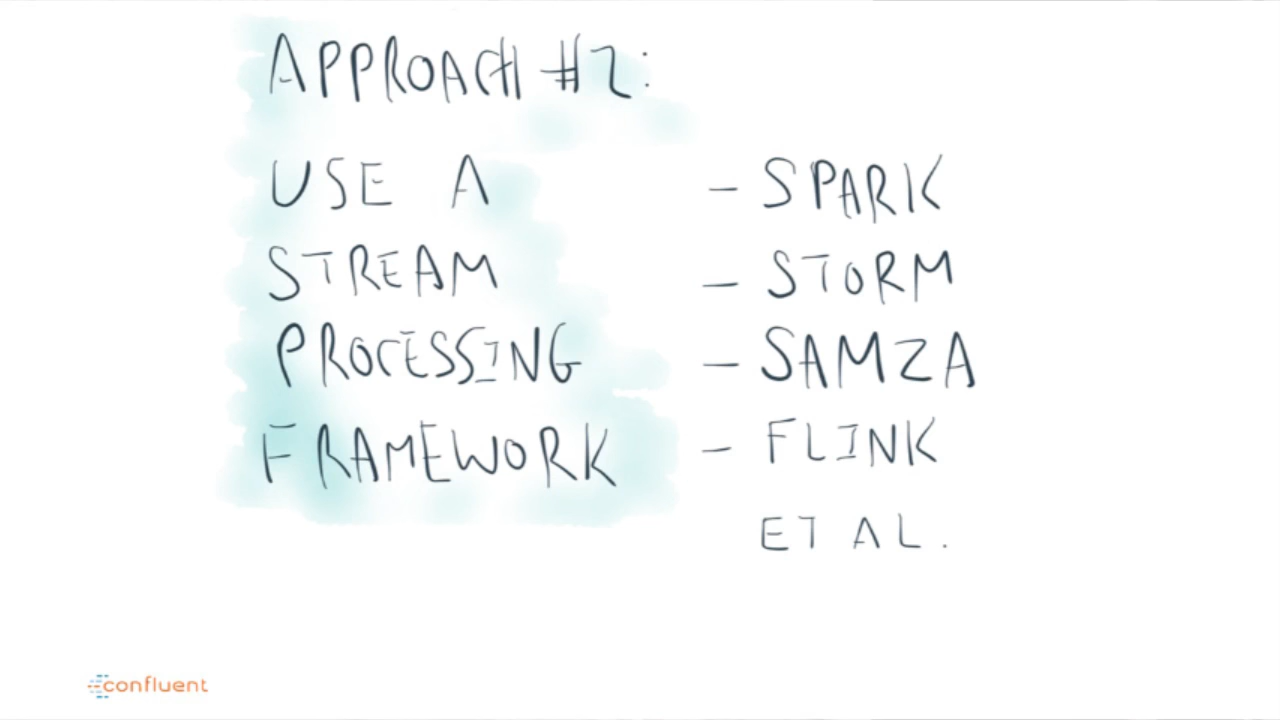 APPROACH #2:
USE A
STREAM
PROCESSING
FRAMEWORK
- SPARK
- STORM
- SAMZA
- FLINK
ET AL.
confluent